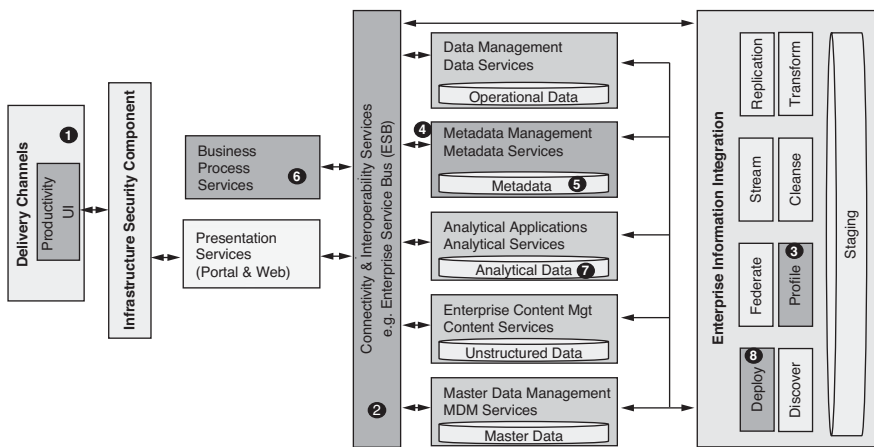 Delivery Channels
1
Productivity
UI
Infrastructure Security Component
Business
Process
Services
6
Presentation
Services
(Portal & Web)
Connectivity & Interoperability Services
e.g. Enterprise Service Bus (ESB)
2
Data Management
Data Services
Operational Data
4
Metadata Management
Metadata Services
Metadata
5
Analytical Applications
Analytical Services
Analytical Data
7
Enterprise Content Mgt
Content Services
Unstructured Data
Master Data Management
MDM Services
Master Data
Enterprise Information Integration
Replication
Transform
Stream
Cleanse
Federate
3
Profile
8
Deploy
Discover
Staging